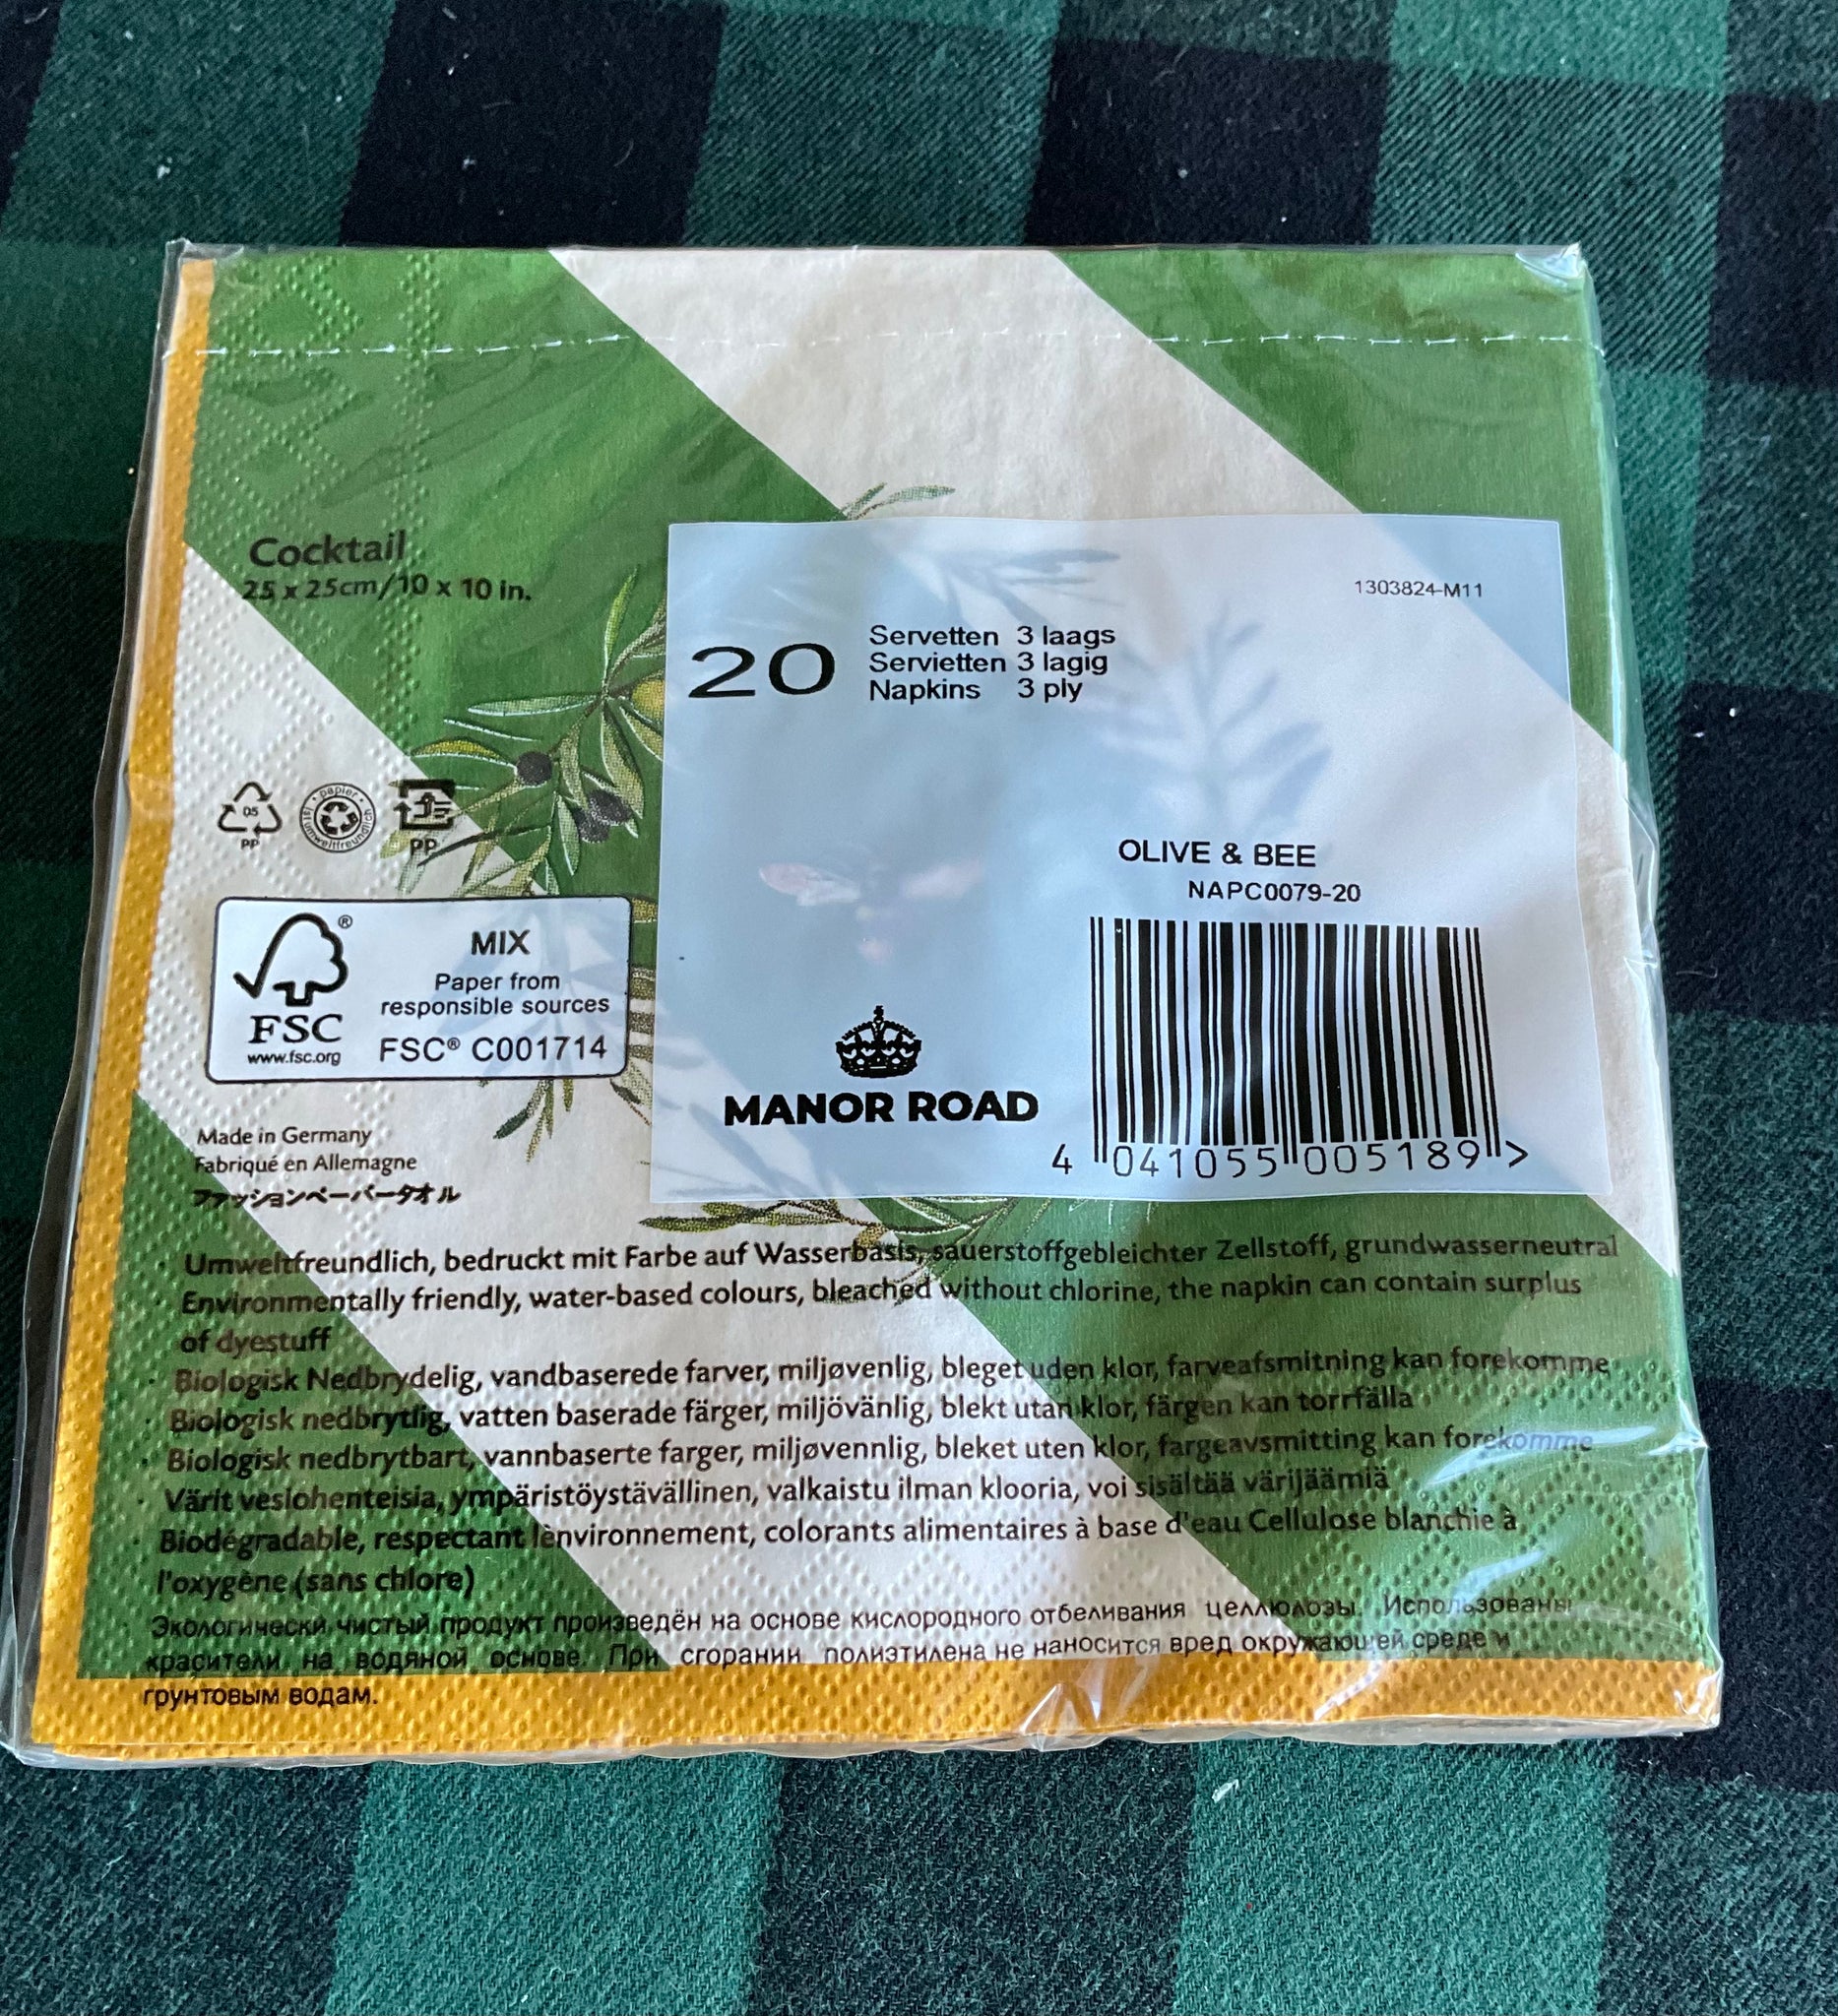 Cocktail
25 x 25cm/10 x 10 in.
1303824-M11
20
Servetten 3 laags
Servietten 3 lagig
Napkins 3 ply
05
PP
papier
ist umweltfreundlich
PP
OLIVE & BEE
NAPC0079-20
FSC®
www.fsc.org
MIX
Paper from
responsible sources
FSC® C001714
MANOR ROAD
4 041055 005189 >
Made in Germany
Fabriqué en Allemagne
ファッションペーパータオル
Umweltfreundlich, bedruckt mit Farbe auf Wasserbasis, sauerstoffgebleichter Zellstoff, grundwasserneutral
Environmentally friendly, water-based colours, bleached without chlorine, the napkin can contain surplus
of dyestuff
Biologisk Nedbrydelig, vandbaserede farver, miljøvenlig, bleget uden klor, farveafsmitning kan forekomme
Biologisk nedbrytlig, vatten baserade färger, miljövänlig, blekt utan klor, färgen kan torrfälla
Biologisk nedbrytbart, vannbaserte farger, miljøvennlig, bleket uten klor, fargeavsmitting kan forekomme
Värit vesiohenteisia, ympäristöystävällinen, valkaistu ilman klooria, voi sisältää värijäämiä
Biodégradable, respectant lènvironnement, colorants alimentaires à base d'eau Cellulose blanchie à
l'oxygène (sans chlore)
Экологически чистый продукт произведён на основе кислородного отбеливания целлюлозы. Использованы
красители на водяной основе. При сгорании полиэтилена не наносится вред окружающей среде и
грунтовым водам.